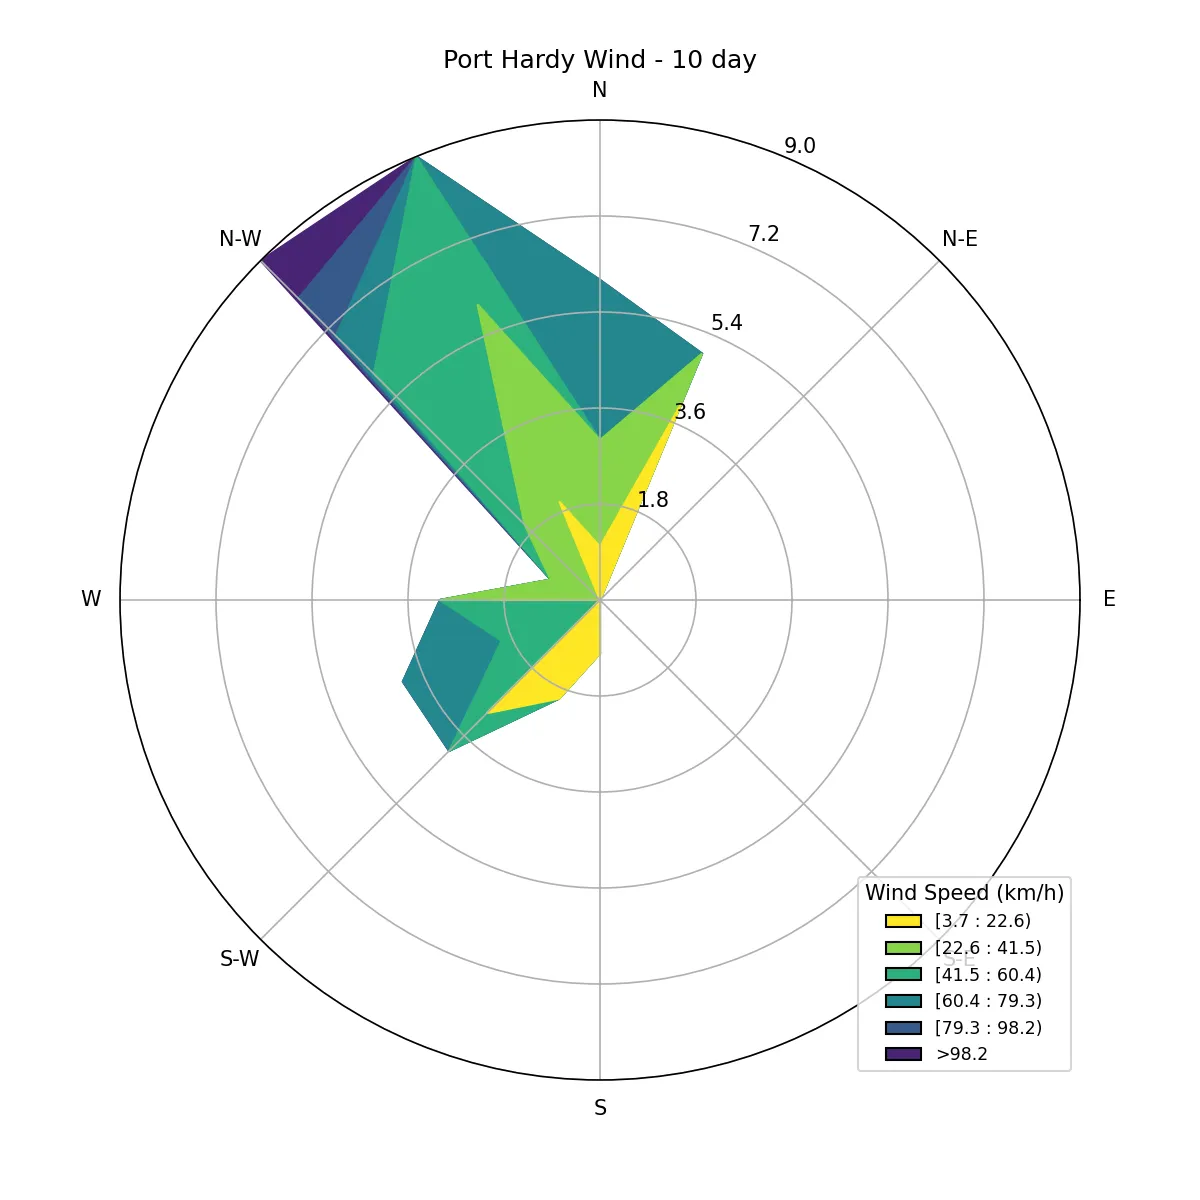 Port Hardy Wind - 10 day
N
9.0
7.2
N-W
N-E
5.4
3.6
1.8
W
E
S-W
S-E
S
Wind Speed (km/h)
[3.7 : 22.6)
[22.6 : 41.5)
[41.5 : 60.4)
[60.4 : 79.3)
[79.3 : 98.2)
>98.2